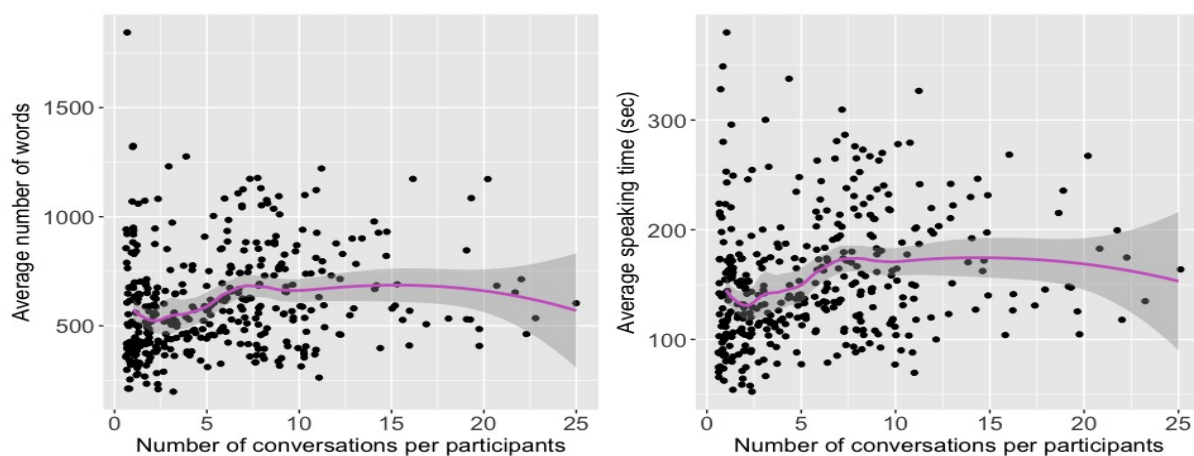 Average number of words
1500
1000
500
0 5 10 15 20 25
Number of conversations per participants
Average speaking time (sec)
300
200
100
0 5 10 15 20 25
Number of conversations per participants